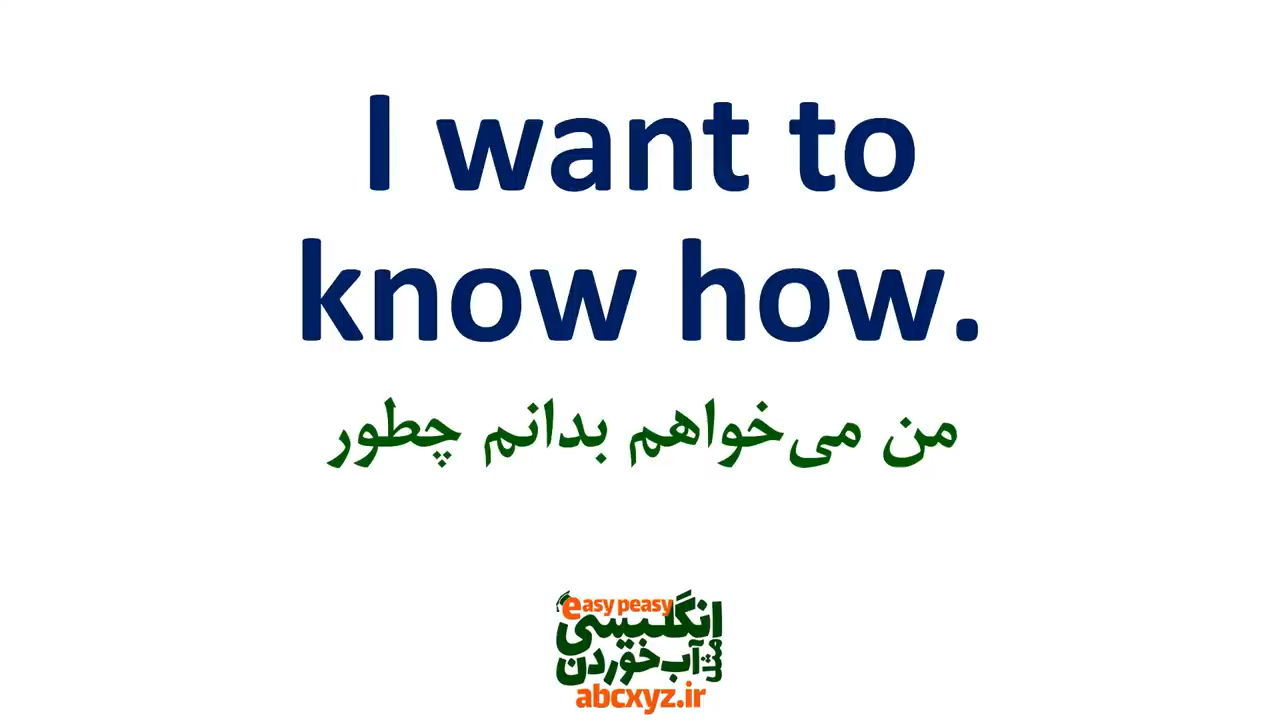 I want to
know how.
من می‌خواهم بدانم چطور
easy peasy
انگلیسی
مثل آب خوردن
abcxyz.ir